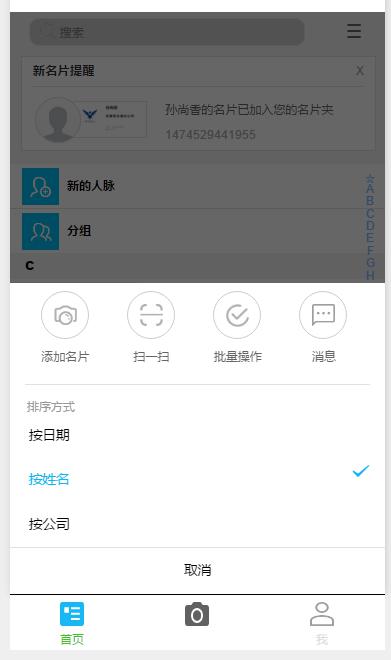 搜索
新名片提醒
X
孙尚香的名片已加入您的名片夹
1474529441955
新的人脉
分组
C
☆
A
B
C
D
E
F
G
H
添加名片
扫一扫
批量操作
消息
排序方式
按日期
按姓名
按公司
取消
首页
我